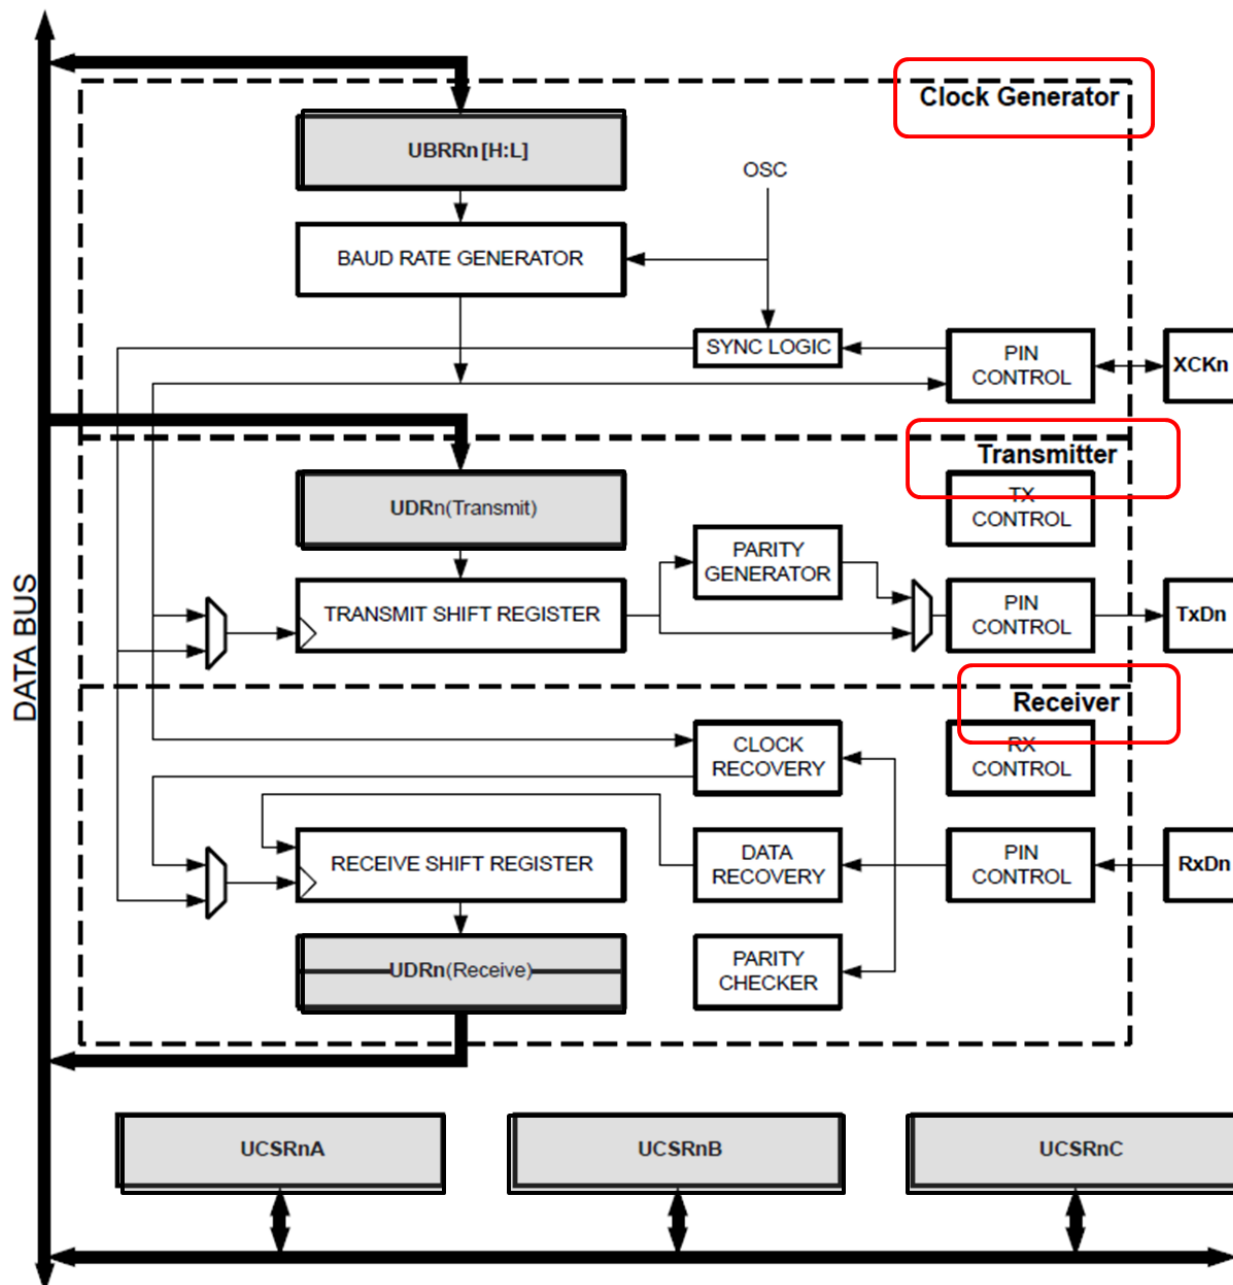 Clock Generator
UBRRn [H:L]
OSC
BAUD RATE GENERATOR
SYNC LOGIC
PIN
CONTROL
XCKn
DATA BUS
Transmitter
UDRn(Transmit)
TX
CONTROL
PARITY
GENERATOR
TRANSMIT SHIFT REGISTER
PIN
CONTROL
TxDn
Receiver
CLOCK
RECOVERY
RX
CONTROL
RECEIVE SHIFT REGISTER
DATA
RECOVERY
PIN
CONTROL
RxDn
UDRn(Receive)
PARITY
CHECKER
UCSRnA
UCSRnB
UCSRnC